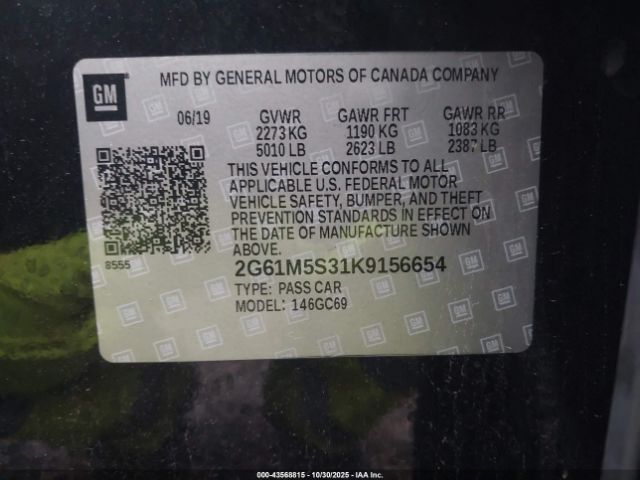 GM
MFD BY GENERAL MOTORS OF CANADA COMPANY
06/19 GVWR GAWR FRT GAWR RR
2273 KG 1190 KG 1083 KG
5010 LB 2623 LB 2387 LB
THIS VEHICLE CONFORMS TO ALL
APPLICABLE U.S. FEDERAL MOTOR
VEHICLE SAFETY, BUMPER, AND THEFT
PREVENTION STANDARDS IN EFFECT ON
THE DATE OF MANUFACTURE SHOWN
ABOVE.
8555
2G61M5S31K9156654
TYPE: PASS CAR
MODEL: 146GC69
000-43568815 - 10/30/2025 - IAA Inc.